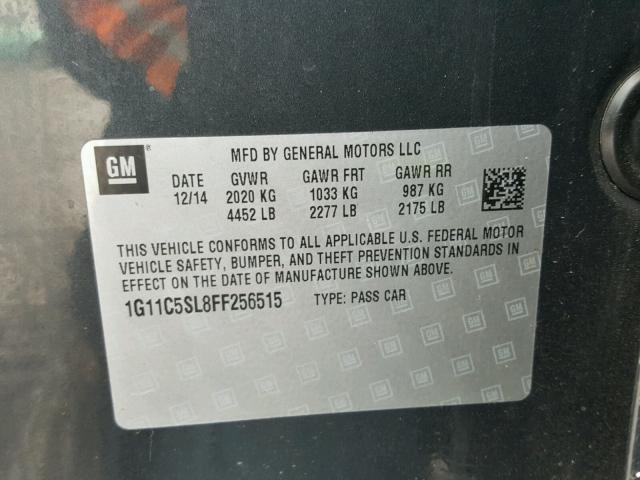 GM
MFD BY GENERAL MOTORS LLC
DATE GVWR GAWR FRT GAWR RR
12/14 2020 KG 1033 KG 987 KG
4452 LB 2277 LB 2175 LB
THIS VEHICLE CONFORMS TO ALL APPLICABLE U.S. FEDERAL MOTOR
VEHICLE SAFETY, BUMPER, AND THEFT PREVENTION STANDARDS IN
EFFECT ON THE DATE OF MANUFACTURE SHOWN ABOVE.
1G11C5SL8FF256515 TYPE: PASS CAR